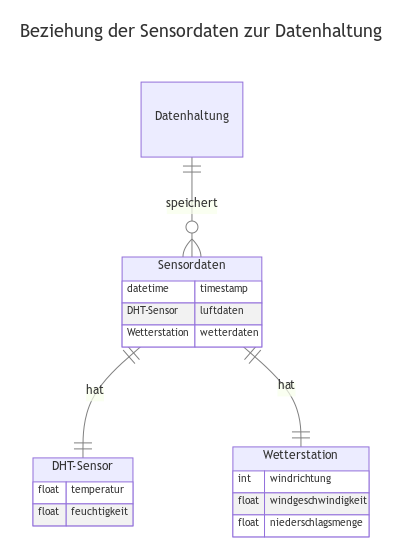 Beziehung der Sensordaten zur Datenhaltung
Datenhaltung
speichert
Sensordaten
datetime timestamp
DHT-Sensor luftdaten
Wetterstation wetterdaten
hat
hat
DHT-Sensor
float temperatur
float feuchtigkeit
Wetterstation
int windrichtung
float windgeschwindigkeit
float niederschlagsmenge